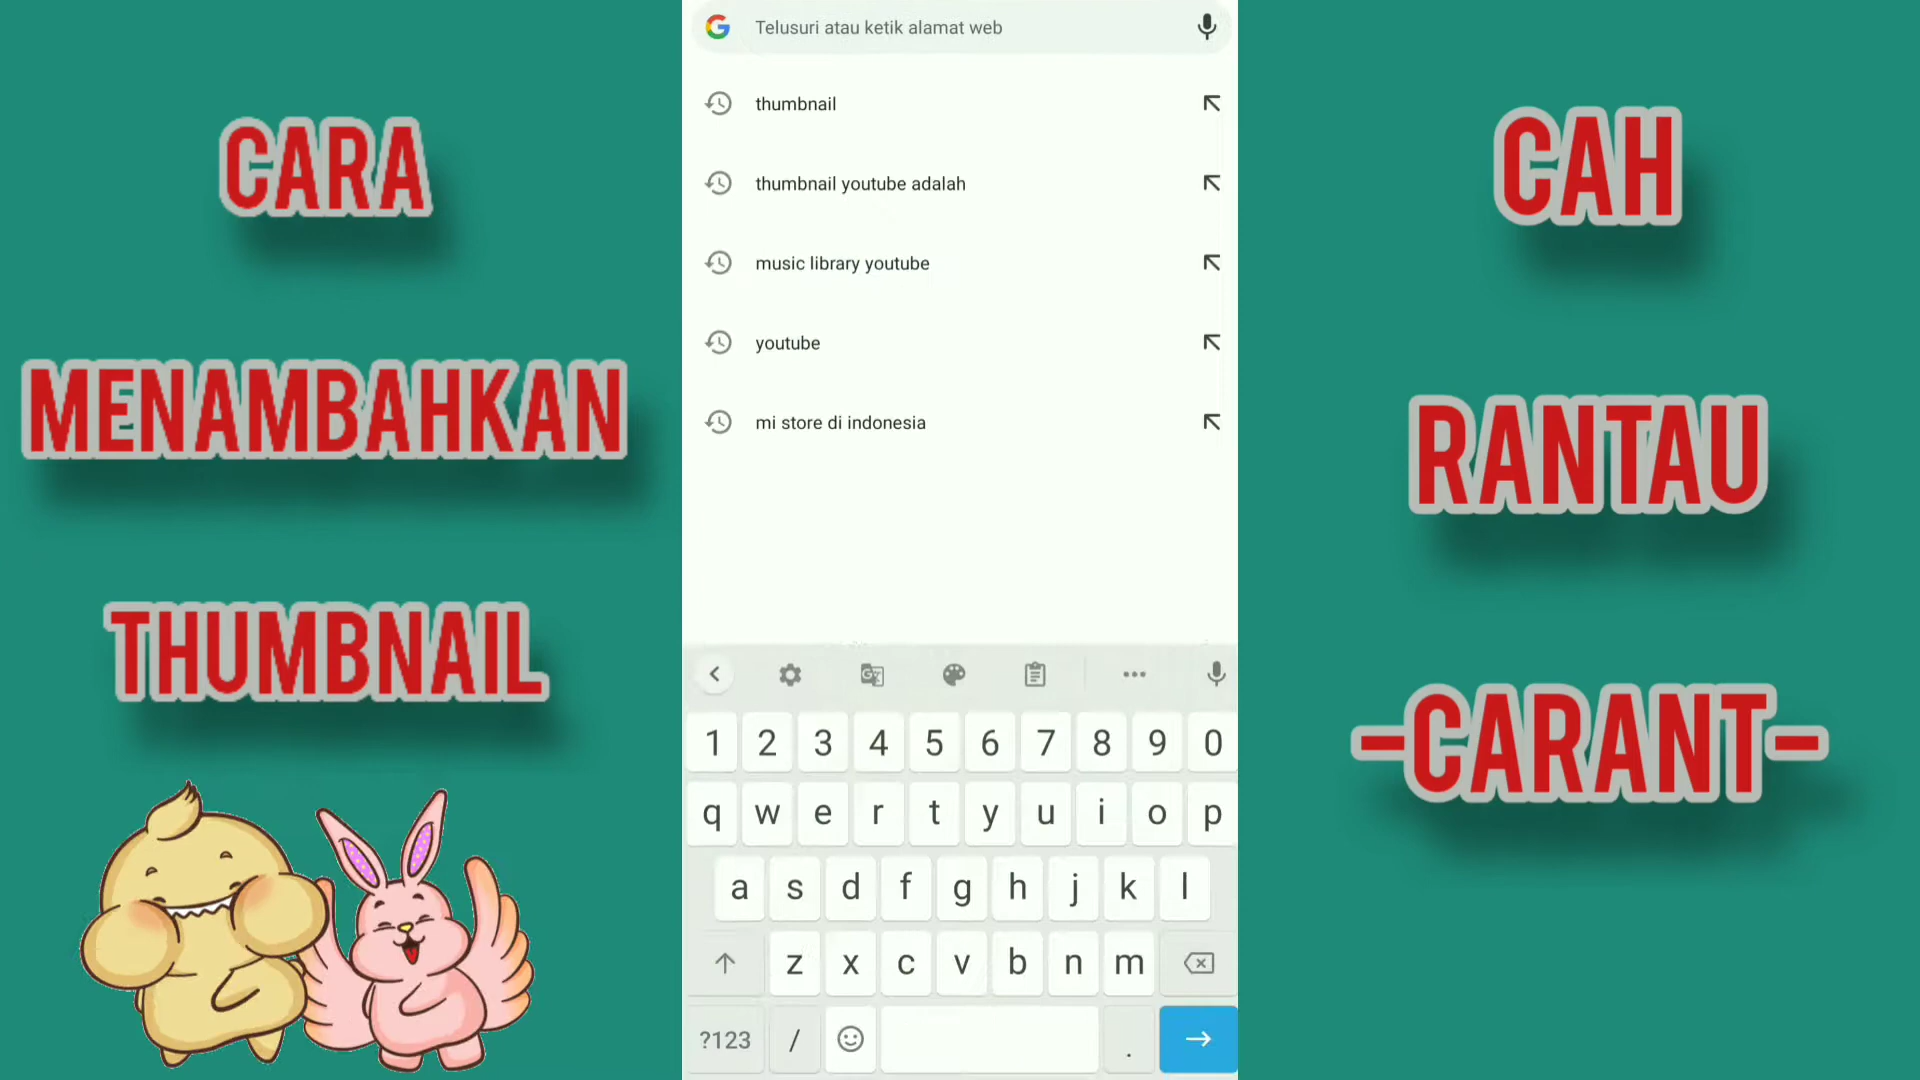 CARA
MENAMBAHKAN
THUMBNAIL
Telusuri atau ketik alamat web
thumbnail
thumbnail youtube adalah
music library youtube
youtube
mi store di indonesia
1 2 3 4 5 6 7 8 9 0
q w e r t y u i o p
a s d f g h j k l
z x c v b n m
?123 / .
CAH
RANTAU
-CARANT-